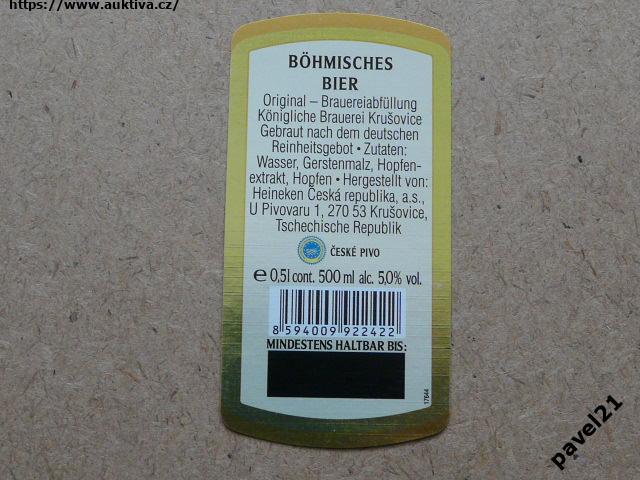 https://www.auktiva.cz/
BÖHMISCHES
BIER
Original – Brauereiabfüllung
Königliche Brauerei Krušovice
Gebraut nach dem deutschen
Reinheitsgebot • Zutaten:
Wasser, Gerstenmalz, Hopfen-
extrakt, Hopfen • Hergestellt von:
Heineken Česká republika, a.s.,
U Pivovaru 1, 270 53 Krušovice,
Tschechische Republik
ČESKÉ PIVO
e 0,5l cont. 500 ml alc. 5,0% vol.
8 594009 922422
MINDESTENS HALTBAR BIS:
17644
pavel21